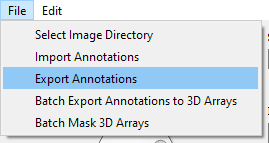 File Edit
Select Image Directory
Import Annotations
Export Annotations
Batch Export Annotations to 3D Arrays
Batch Mask 3D Arrays